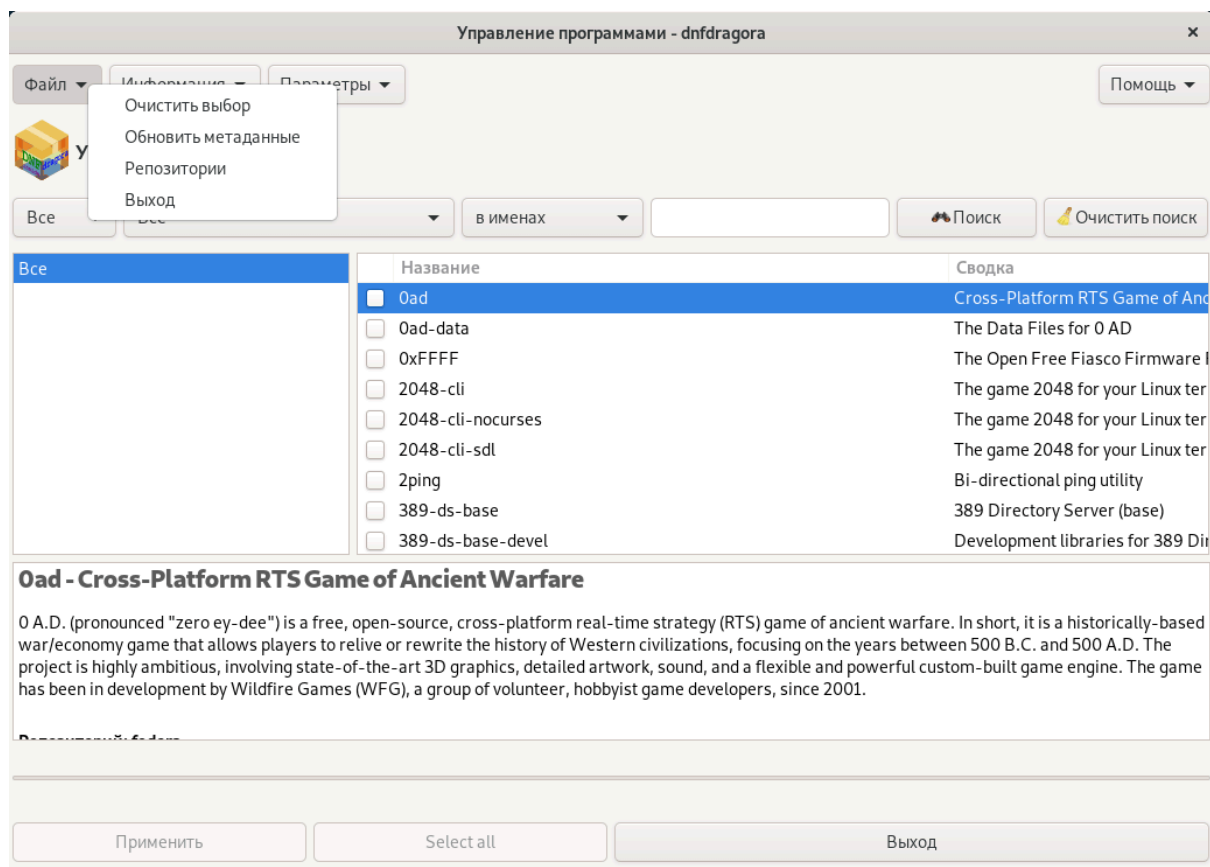 Управление программами - dnfdragora
Файл Информация Параметры Помощь
Очистить выбор
Обновить метаданные
Репозитории
Выход
Все Все в именах Поиск Очистить поиск
Все
Название Сводка
0ad Cross-Platform RTS Game of Anc
0ad-data The Data Files for 0 AD
0xFFFF The Open Free Fiasco Firmware
2048-cli The game 2048 for your Linux ter
2048-cli-nocurses The game 2048 for your Linux ter
2048-cli-sdl The game 2048 for your Linux ter
2ping Bi-directional ping utility
389-ds-base 389 Directory Server (base)
389-ds-base-devel Development libraries for 389 Dir
0ad - Cross-Platform RTS Game of Ancient Warfare
0 A.D. (pronounced "zero ey-dee") is a free, open-source, cross-platform real-time strategy (RTS) game of ancient warfare. In short, it is a historically-based
war/economy game that allows players to relive or rewrite the history of Western civilizations, focusing on the years between 500 B.C. and 500 A.D. The
project is highly ambitious, involving state-of-the-art 3D graphics, detailed artwork, sound, and a flexible and powerful custom-built game engine. The game
has been in development by Wildfire Games (WFG), a group of volunteer, hobbyist game developers, since 2001.
Репозиторий: fedora
Применить Select all Выход